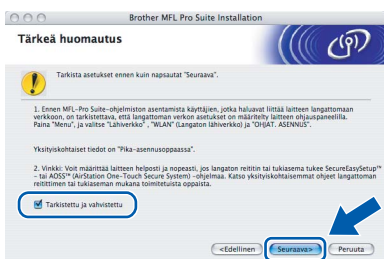 Brother MFL Pro Suite Installation
Tärkeä huomautus
Tarkista asetukset ennen kuin napsautat "Seuraava".
1. Ennen MFL-Pro Suite-ohjelmiston asentamista käyttäjien, jotka haluavat liittää laitteen langattomaan
verkkoon, on tarkistettava, että langattoman verkon asetukset on määritelty laitteen ohjauspaneelilla.
Paina "Menu", ja valitse "Lähiverkko" , "WLAN" (Langaton lähiverkko) ja "OHJAT. ASENNUS".
Yksityiskohtaiset tiedot on "Pika-asennusoppaassa".
2. Vinkki: Voit määrittää laitteen helposti ja nopeasti, jos langaton reititin tai tukiasema tukee SecureEasySetup™
- tai AOSS™ (AirStation One-Touch Secure System) -ohjelmaa. Katso yksityiskohtaisemmat ohjeet langattoman
reitittimen tai tukiaseman mukana toimitetuista oppaista.
Tarkistettu ja vahvistettu
<Edellinen Seuraava> Peruuta